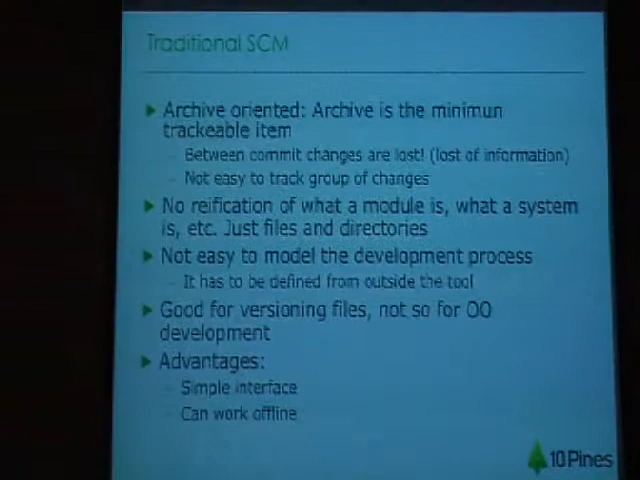 Traditional SCM
Archive oriented: Archive is the minimun
trackeable item
Between commit changes are lost! (lost of information)
Not easy to track group of changes
No reification of what a module is, what a system
is, etc. Just files and directories
Not easy to model the development process
It has to be defined from outside the tool
Good for versioning files, not so for OO
development
Advantages:
Simple interface
Can work offline
10Pines